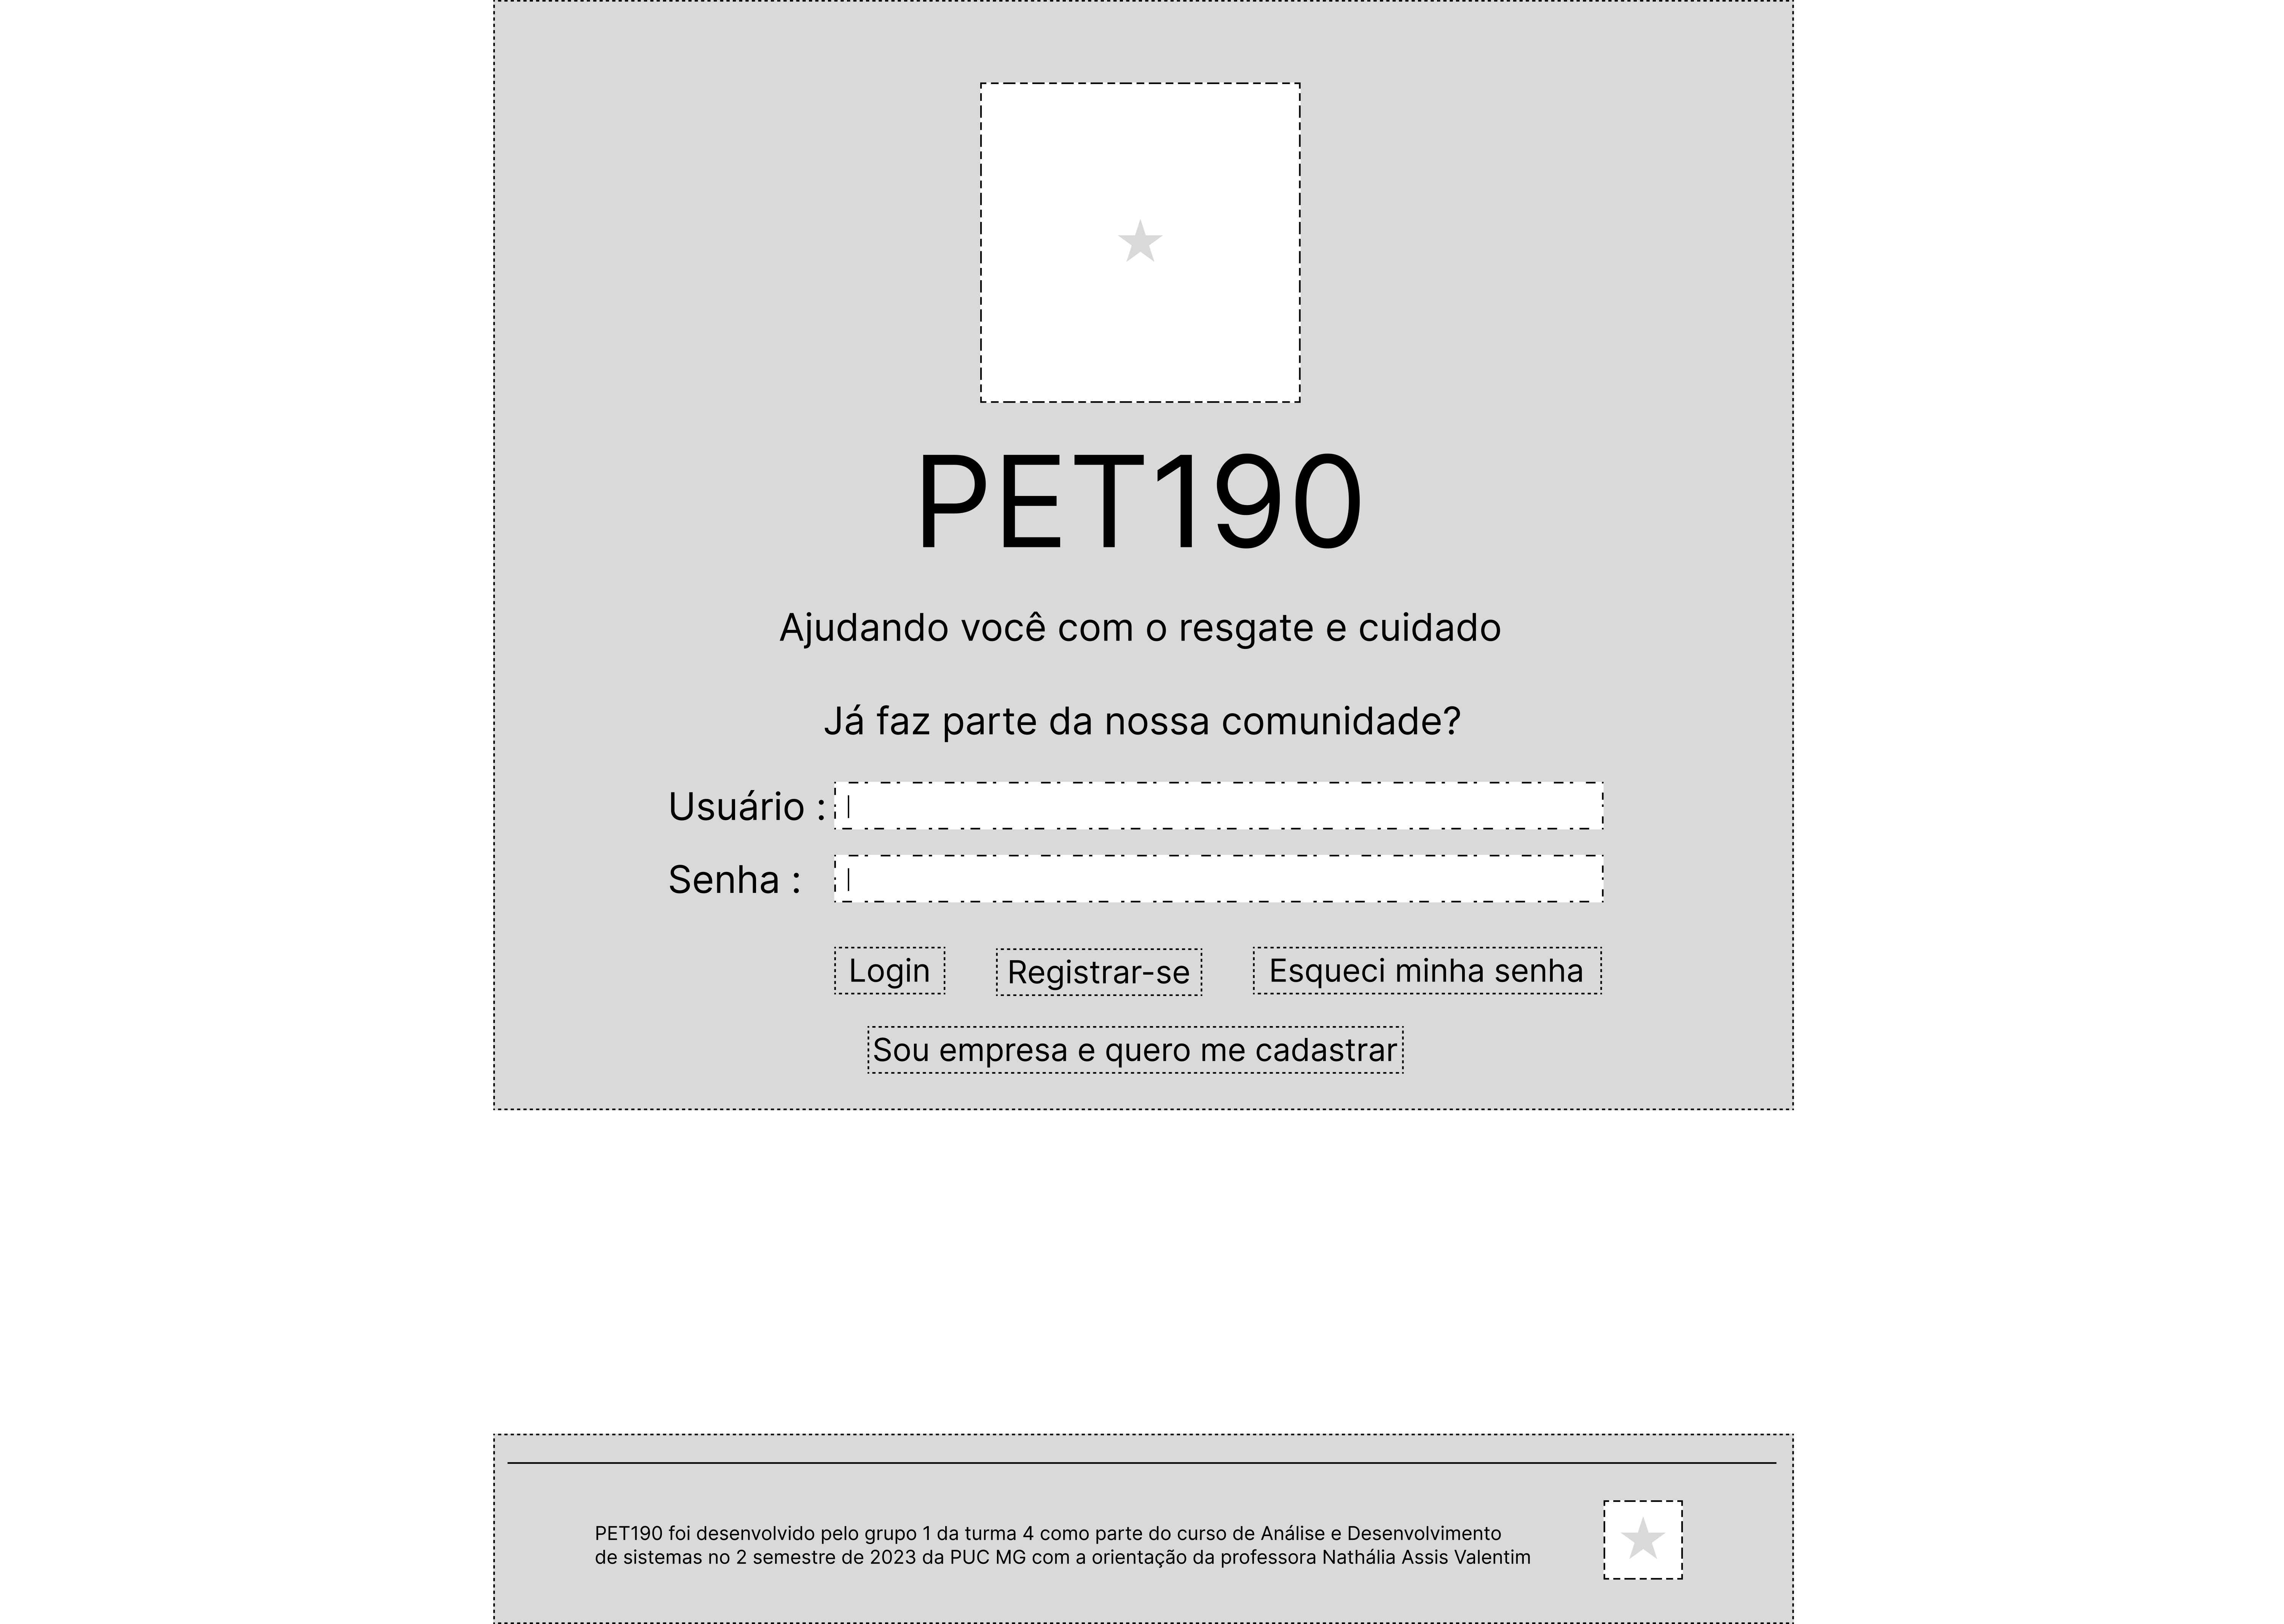 PET190
Ajudando você com o resgate e cuidado
Já faz parte da nossa comunidade?
Usuário :
Senha :
Login
Registrar-se
Esqueci minha senha
Sou empresa e quero me cadastrar
PET190 foi desenvolvido pelo grupo 1 da turma 4 como parte do curso de Análise e Desenvolvimento
de sistemas no 2 semestre de 2023 da PUC MG com a orientação da professora Nathália Assis Valentim